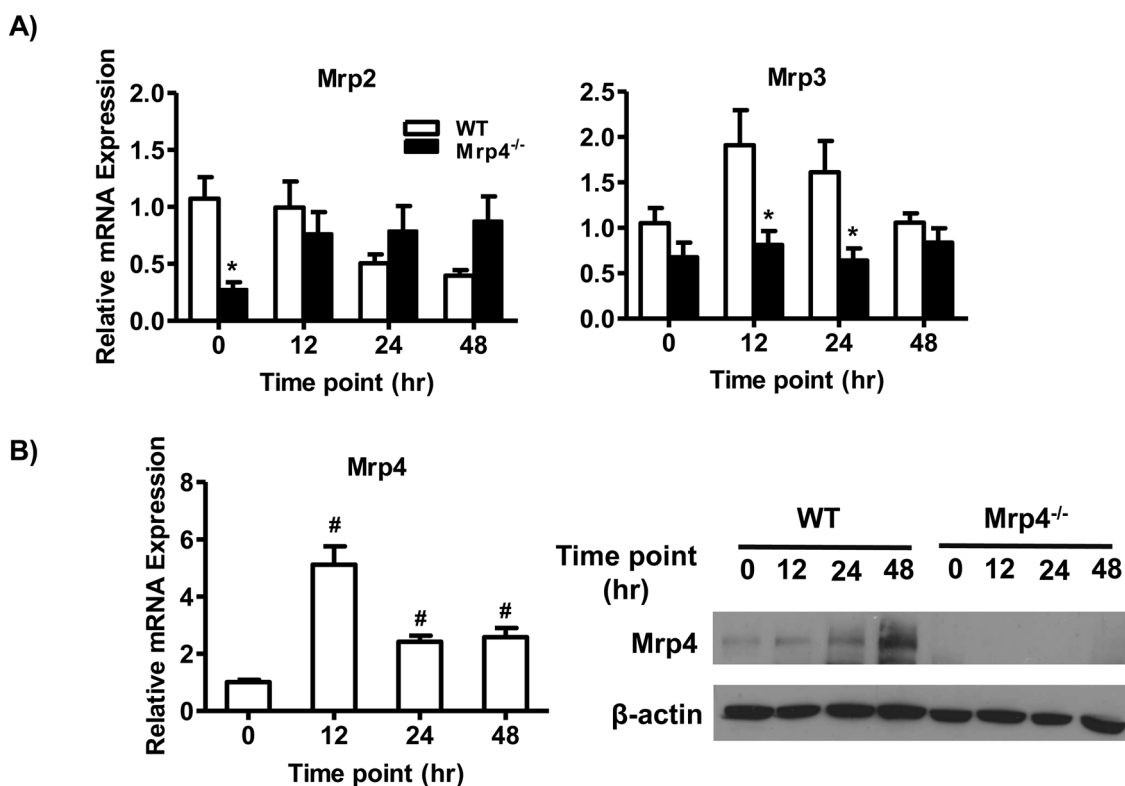 A)
Mrp2
Relative mRNA Expression
2.0
1.5
1.0
0.5
0.0
WT
Mrp4-/-
*
0 12 24 48
Time point (hr)
Mrp3
2.5
2.0
1.5
1.0
0.5
0.0
* *
0 12 24 48
Time point (hr)
B)
Mrp4
Relative mRNA Expression
8
6
4
2
0
# # #
0 12 24 48
Time point (hr)
WT Mrp4-/-
Time point
(hr)
0 12 24 48 0 12 24 48
Mrp4
β-actin